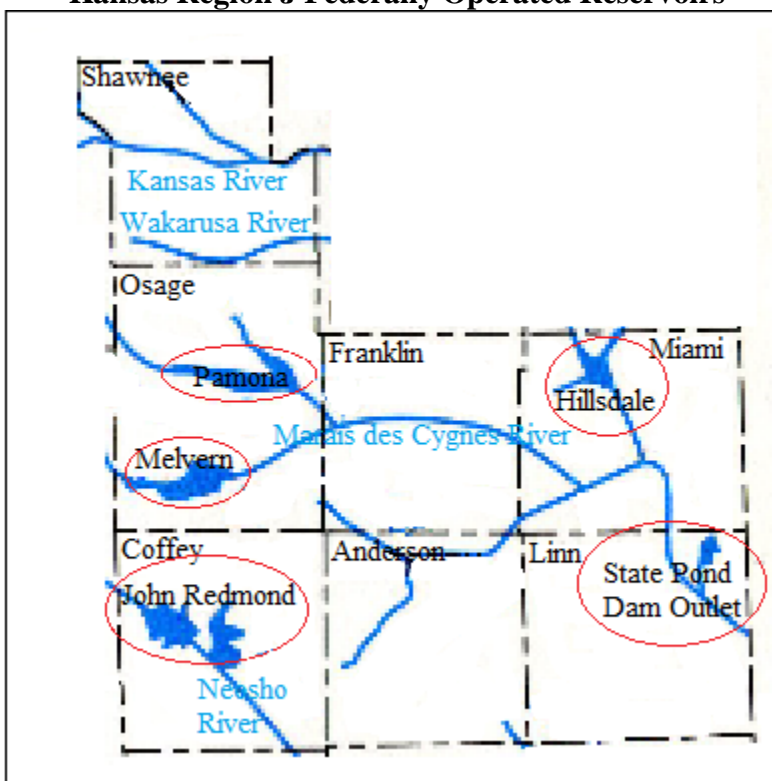 Kansas Region J Federally Operated Reservoirs
Shawnee
Kansas River
Wakarusa River
Osage
Franklin
Miami
Pamona
Hillsdale
Marais des Cygnes River
Melvern
Coffey
Anderson
Linn
John Redmond
State Pond
Dam Outlet
Neosho
River